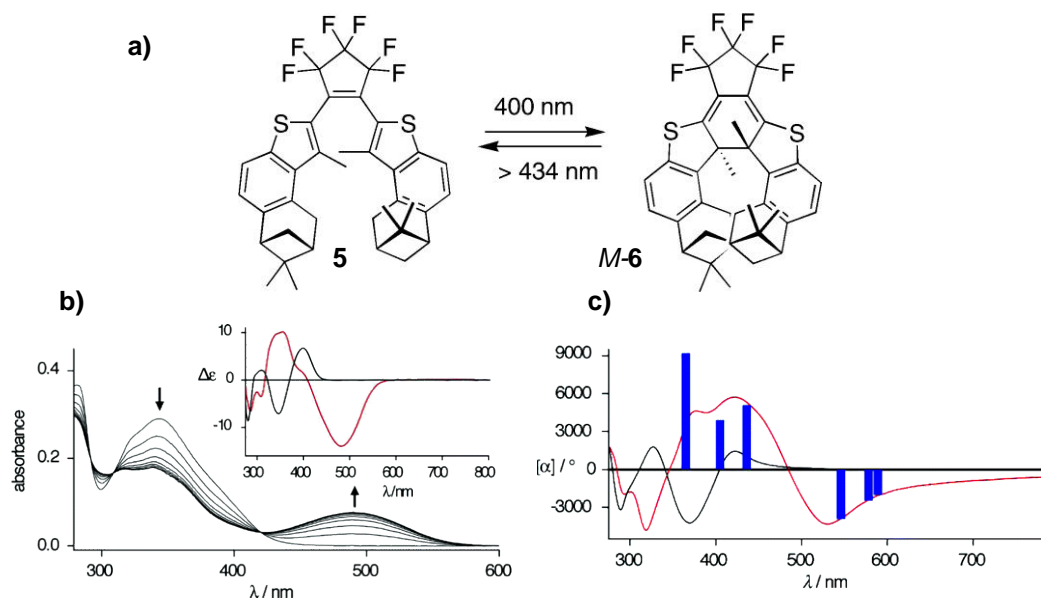 a)
F F F F
F F
S S
5
400 nm
> 434 nm
F F F F
F F
S S
M-6
b)
absorbance
0.4
0.2
0.0
300 400 500 600
λ / nm
Δε
10
0
-10
300 400 500 600 700 800
λ/nm
c)
[α] / °
9000
6000
3000
0
-3000
300 400 500 600 700
λ / nm